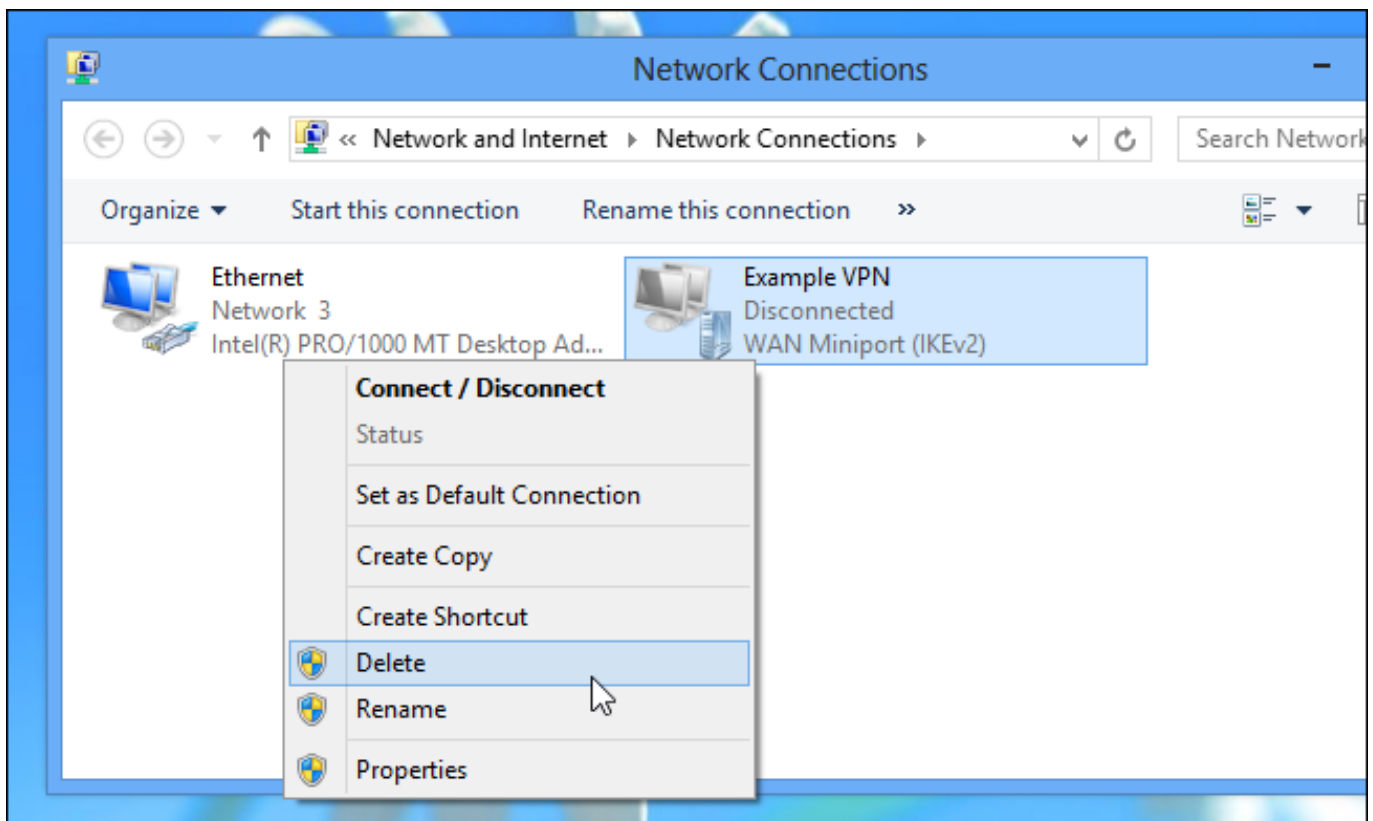 Network Connections
« Network and Internet Network Connections
Search Network
Organize Start this connection Rename this connection »
Ethernet
Network 3
Intel(R) PRO/1000 MT Desktop Ad...
Example VPN
Disconnected
WAN Miniport (IKEv2)
Connect / Disconnect
Status
Set as Default Connection
Create Copy
Create Shortcut
Delete
Rename
Properties